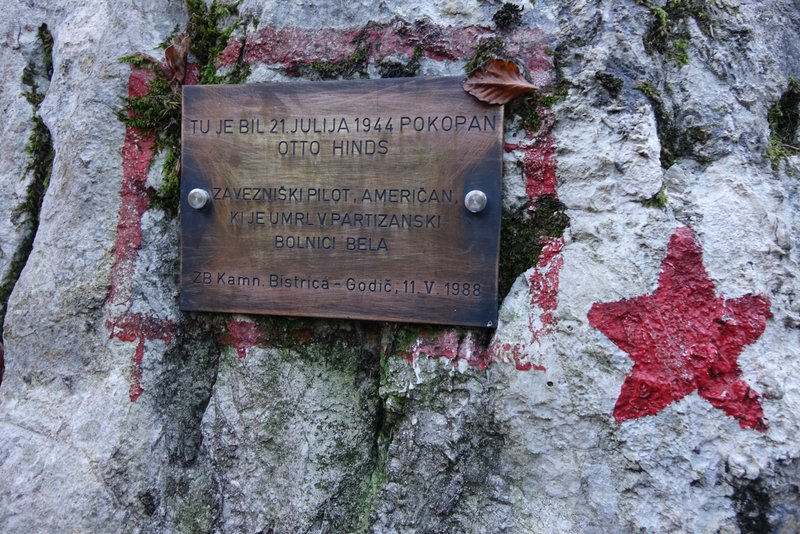 TU JE BIL 21. JULIJA 1944 POKOPAN
OTTO HINDS
ZAVEZNIŠKI PILOT, AMERIČAN,
KI JE UMRL V PARTIZANSKI
BOLNICI BELA
ZB Kamn. Bistrica - Godič, 11. V. 1988